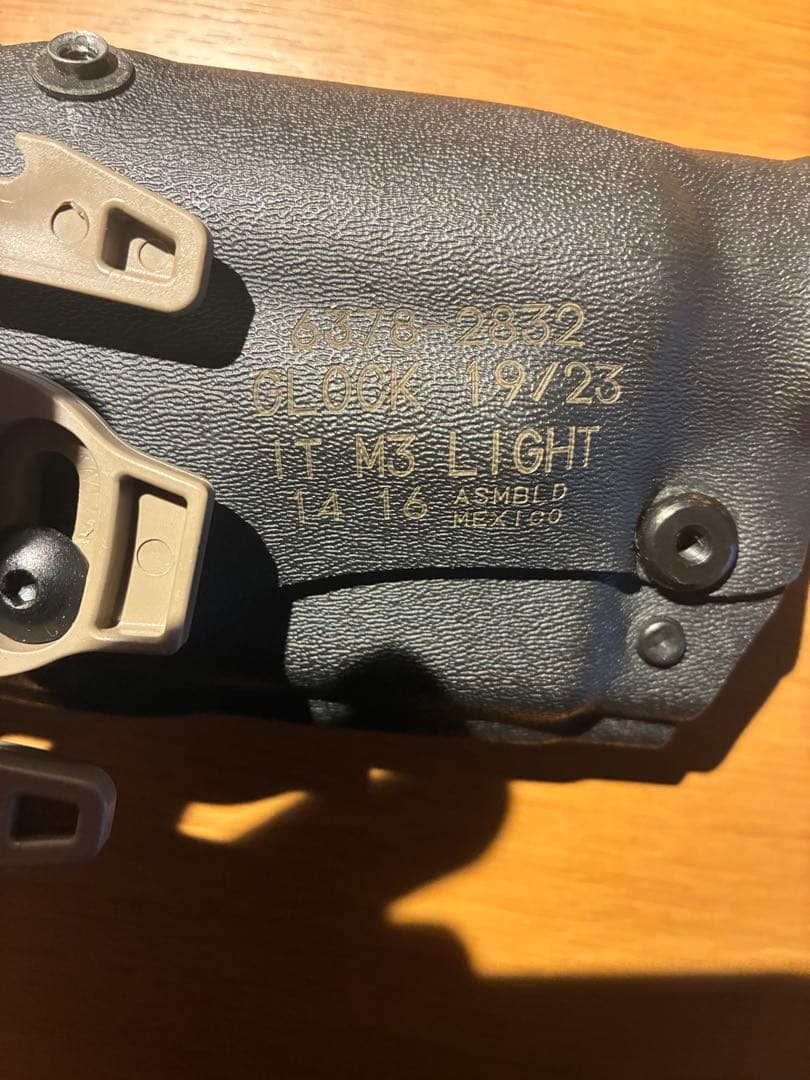 6378-2832
GLOCK 19/23
IT M3 LIGHT
14 16 ASMBLD
MEXICO